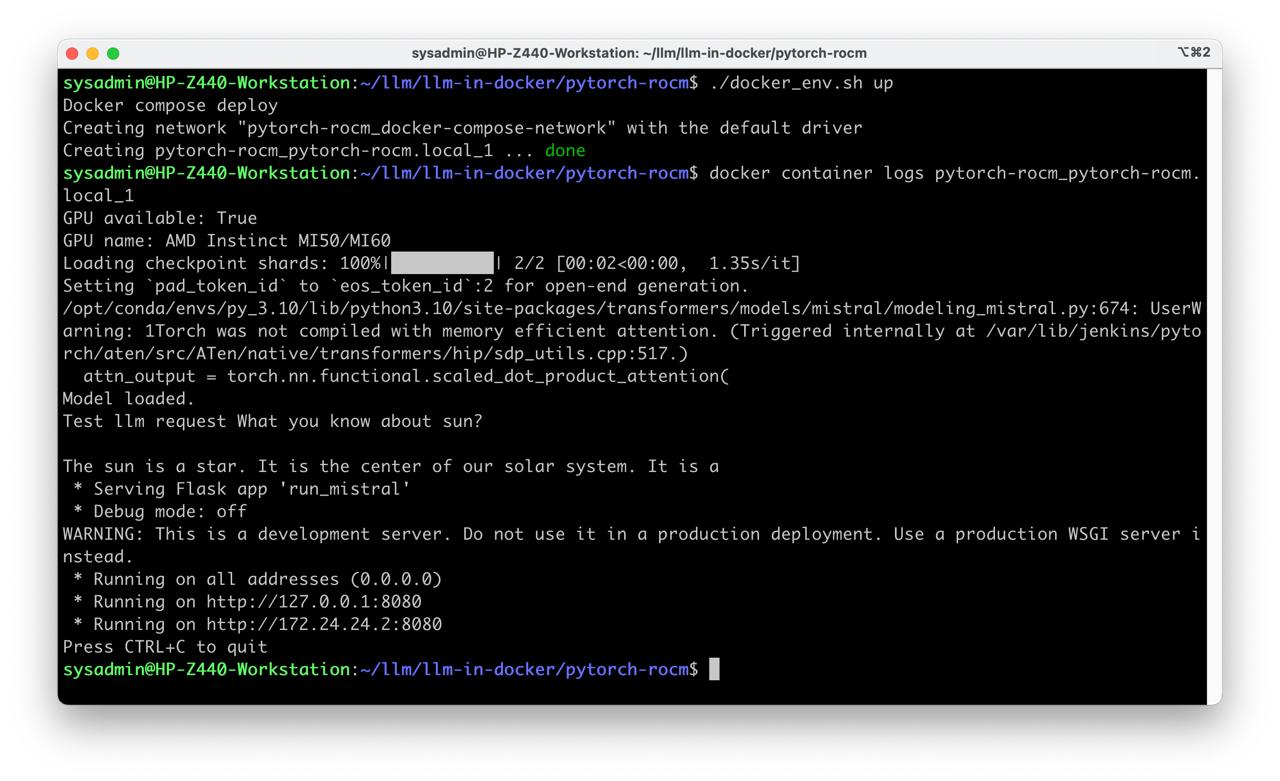 sysadmin@HP-Z440-Workstation: ~/llm/llm-in-docker/pytorch-rocm
⌥⌘2
sysadmin@HP-Z440-Workstation:~/llm/llm-in-docker/pytorch-rocm$ ./docker_env.sh up
Docker compose deploy
Creating network "pytorch-rocm_docker-compose-network" with the default driver
Creating pytorch-rocm_pytorch-rocm.local_1 ... done
sysadmin@HP-Z440-Workstation:~/llm/llm-in-docker/pytorch-rocm$ docker container logs pytorch-rocm_pytorch-rocm.
local_1
GPU available: True
GPU name: AMD Instinct MI50/MI60
Loading checkpoint shards: 100%|██████████| 2/2 [00:02<00:00,  1.35s/it]
Setting `pad_token_id` to `eos_token_id`:2 for open-end generation.
/opt/conda/envs/py_3.10/lib/python3.10/site-packages/transformers/models/mistral/modeling_mistral.py:674: UserW
arning: 1Torch was not compiled with memory efficient attention. (Triggered internally at /var/lib/jenkins/pyto
rch/aten/src/ATen/native/transformers/hip/sdp_utils.cpp:517.)
  attn_output = torch.nn.functional.scaled_dot_product_attention(
Model loaded.
Test llm request What you know about sun?

The sun is a star. It is the center of our solar system. It is a
 * Serving Flask app 'run_mistral'
 * Debug mode: off
WARNING: This is a development server. Do not use it in a production deployment. Use a production WSGI server i
nstead.
 * Running on all addresses (0.0.0.0)
 * Running on http://127.0.0.1:8080
 * Running on http://172.24.24.2:8080
Press CTRL+C to quit
sysadmin@HP-Z440-Workstation:~/llm/llm-in-docker/pytorch-rocm$